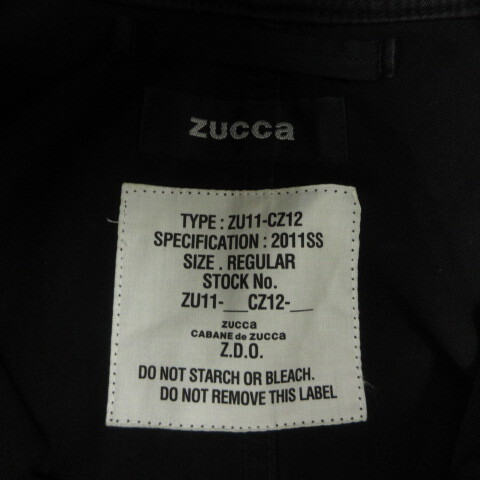 zucca
TYPE : ZU11-CZ12
SPECIFICATION : 2011SS
SIZE . REGULAR
STOCK No.
ZU11-__CZ12-__
zucca
CABANE de zucca
Z.D.O.
DO NOT STARCH OR BLEACH.
DO NOT REMOVE THIS LABEL